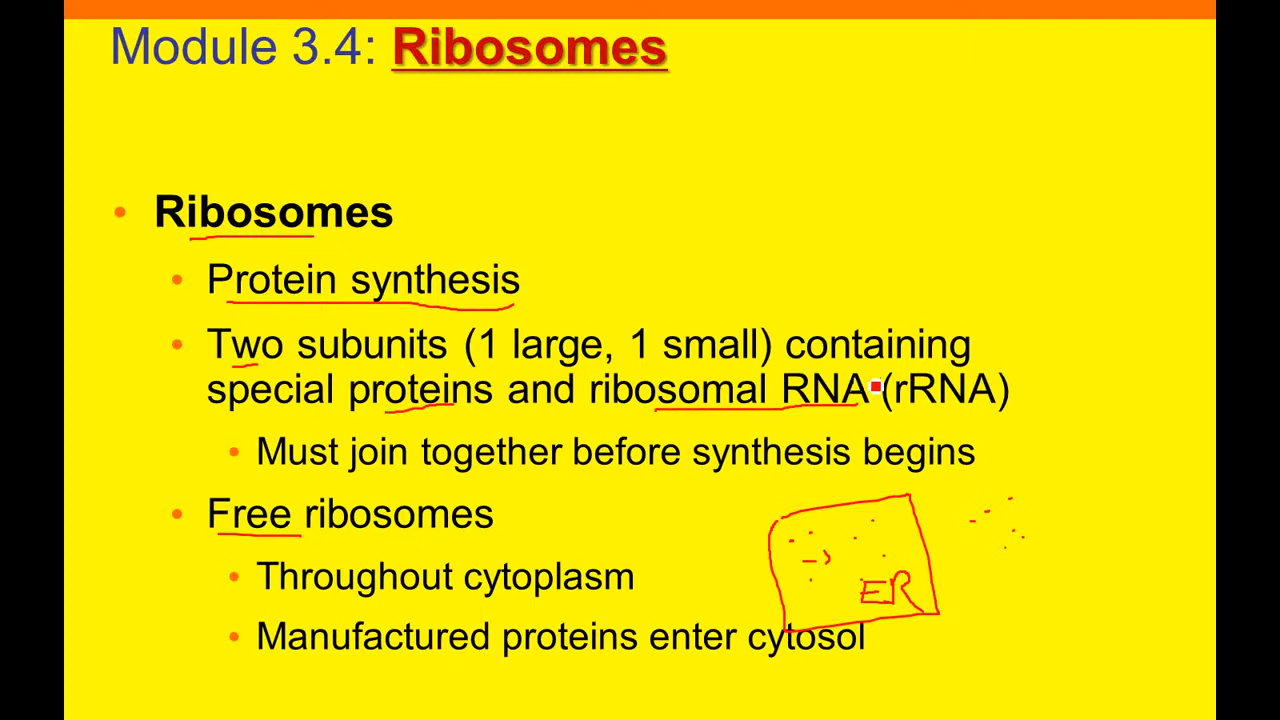 Module 3.4: Ribosomes
• Ribosomes
• Protein synthesis
• Two subunits (1 large, 1 small) containing
special proteins and ribosomal RNA (rRNA)
• Must join together before synthesis begins
• Free ribosomes
• Throughout cytoplasm
ER
• Manufactured proteins enter cytosol